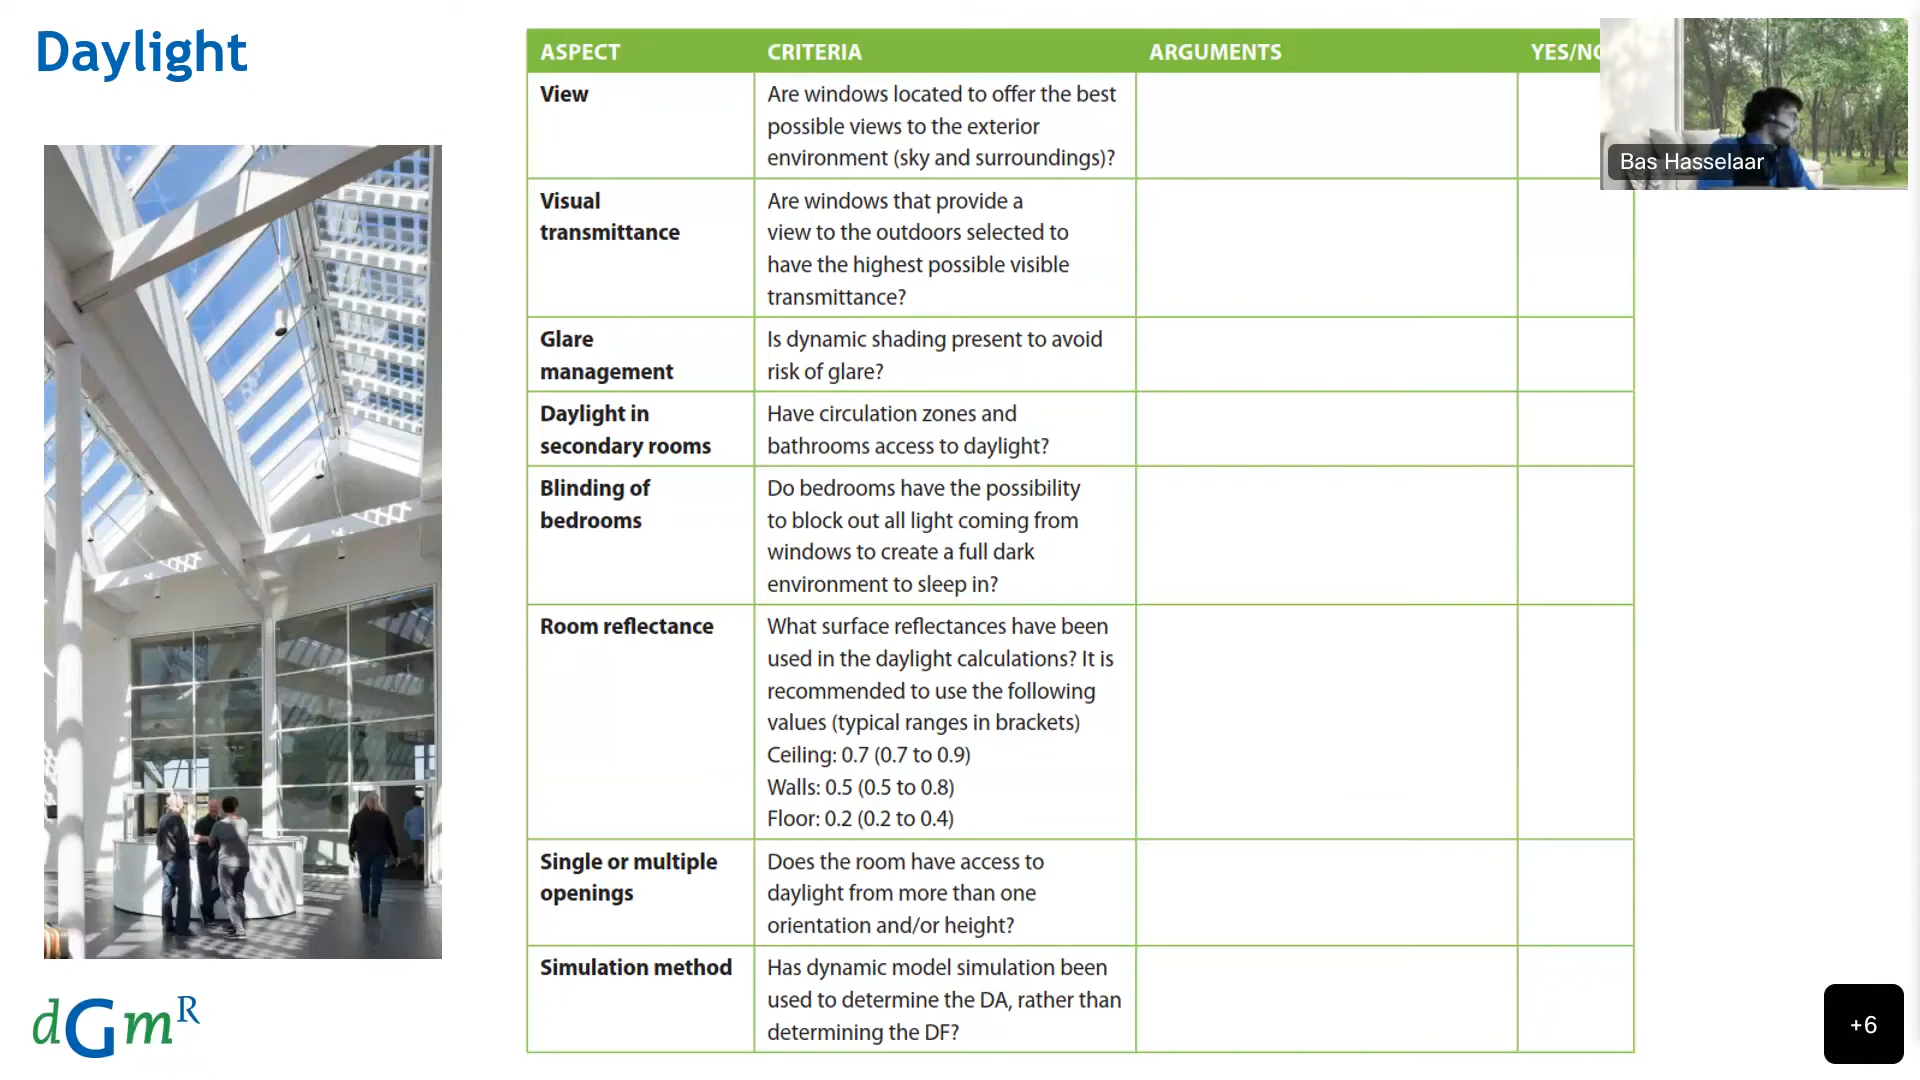 Daylight
ASPECT CRITERIA ARGUMENTS YES/NO
View
Are windows located to offer the best
possible views to the exterior
environment (sky and surroundings)?
Visual
transmittance
Are windows that provide a
view to the outdoors selected to
have the highest possible visible
transmittance?
Glare
management
Is dynamic shading present to avoid
risk of glare?
Daylight in
secondary rooms
Have circulation zones and
bathrooms access to daylight?
Blinding of
bedrooms
Do bedrooms have the possibility
to block out all light coming from
windows to create a full dark
environment to sleep in?
Room reflectance
What surface reflectances have been
used in the daylight calculations? It is
recommended to use the following
values (typical ranges in brackets)
Ceiling: 0.7 (0.7 to 0.9)
Walls: 0.5 (0.5 to 0.8)
Floor: 0.2 (0.2 to 0.4)
Single or multiple
openings
Does the room have access to
daylight from more than one
orientation and/or height?
Simulation method
Has dynamic model simulation been
used to determine the DA, rather than
determining the DF?
Bas Hasselaar
dGmR
+6